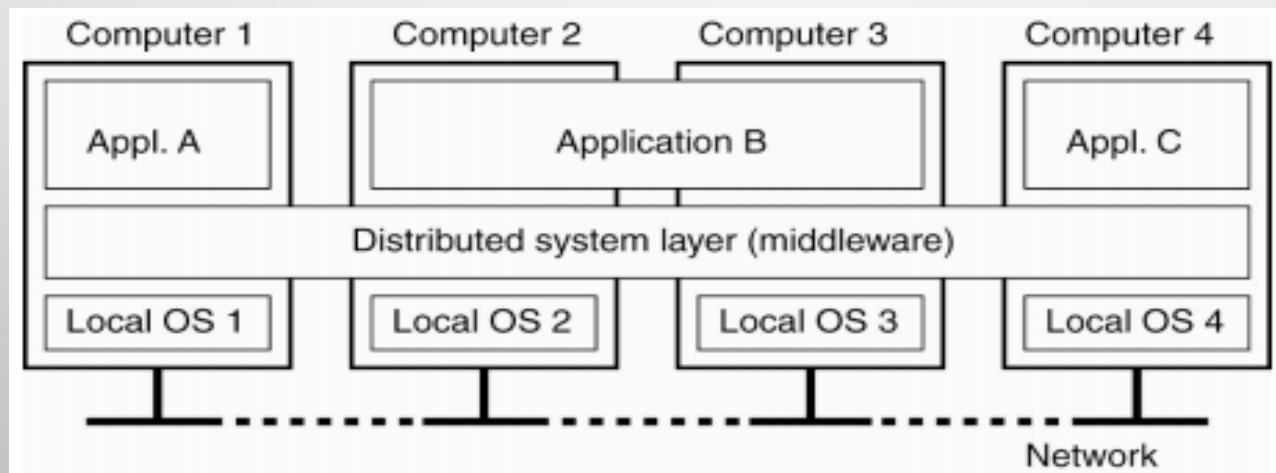 Computer 1 Computer 2 Computer 3 Computer 4
Appl. A Application B Appl. C
Distributed system layer (middleware)
Local OS 1 Local OS 2 Local OS 3 Local OS 4
Network